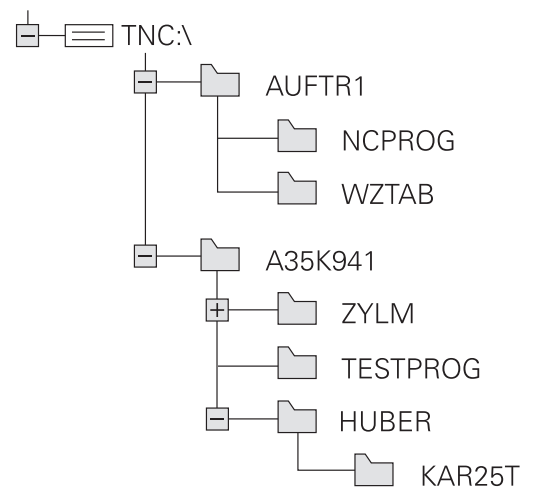 TNC:\
AUFTR1
NCPROG
WZTAB
A35K941
ZYLM
TESTPROG
HUBER
KAR25T